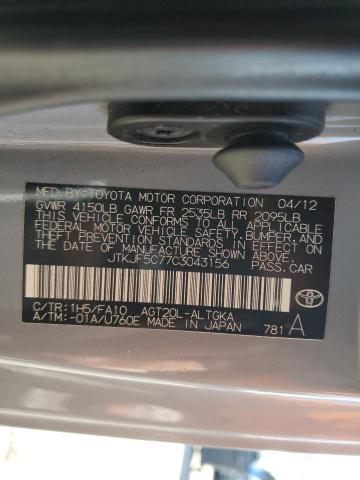 MFD BY:TOYOTA MOTOR CORPORATION 04/12
GVWR 4150LB GAWR FR 2535LB RR 2095LB
THIS VEHICLE CONFORMS TO ALL APPLICABLE
FEDERAL MOTOR VEHICLE SAFETY, BUMPER, AND
THEFT PREVENTION STANDARDS IN EFFECT ON
THE DATE OF MANUFACTURE SHOWN ABOVE.
JTKJF5C77C3043156 PASS.CAR
C/TR:1H5/FA10 AGT20L-ALTGKA
A/TM:-01A/U760E MADE IN JAPAN 781 A